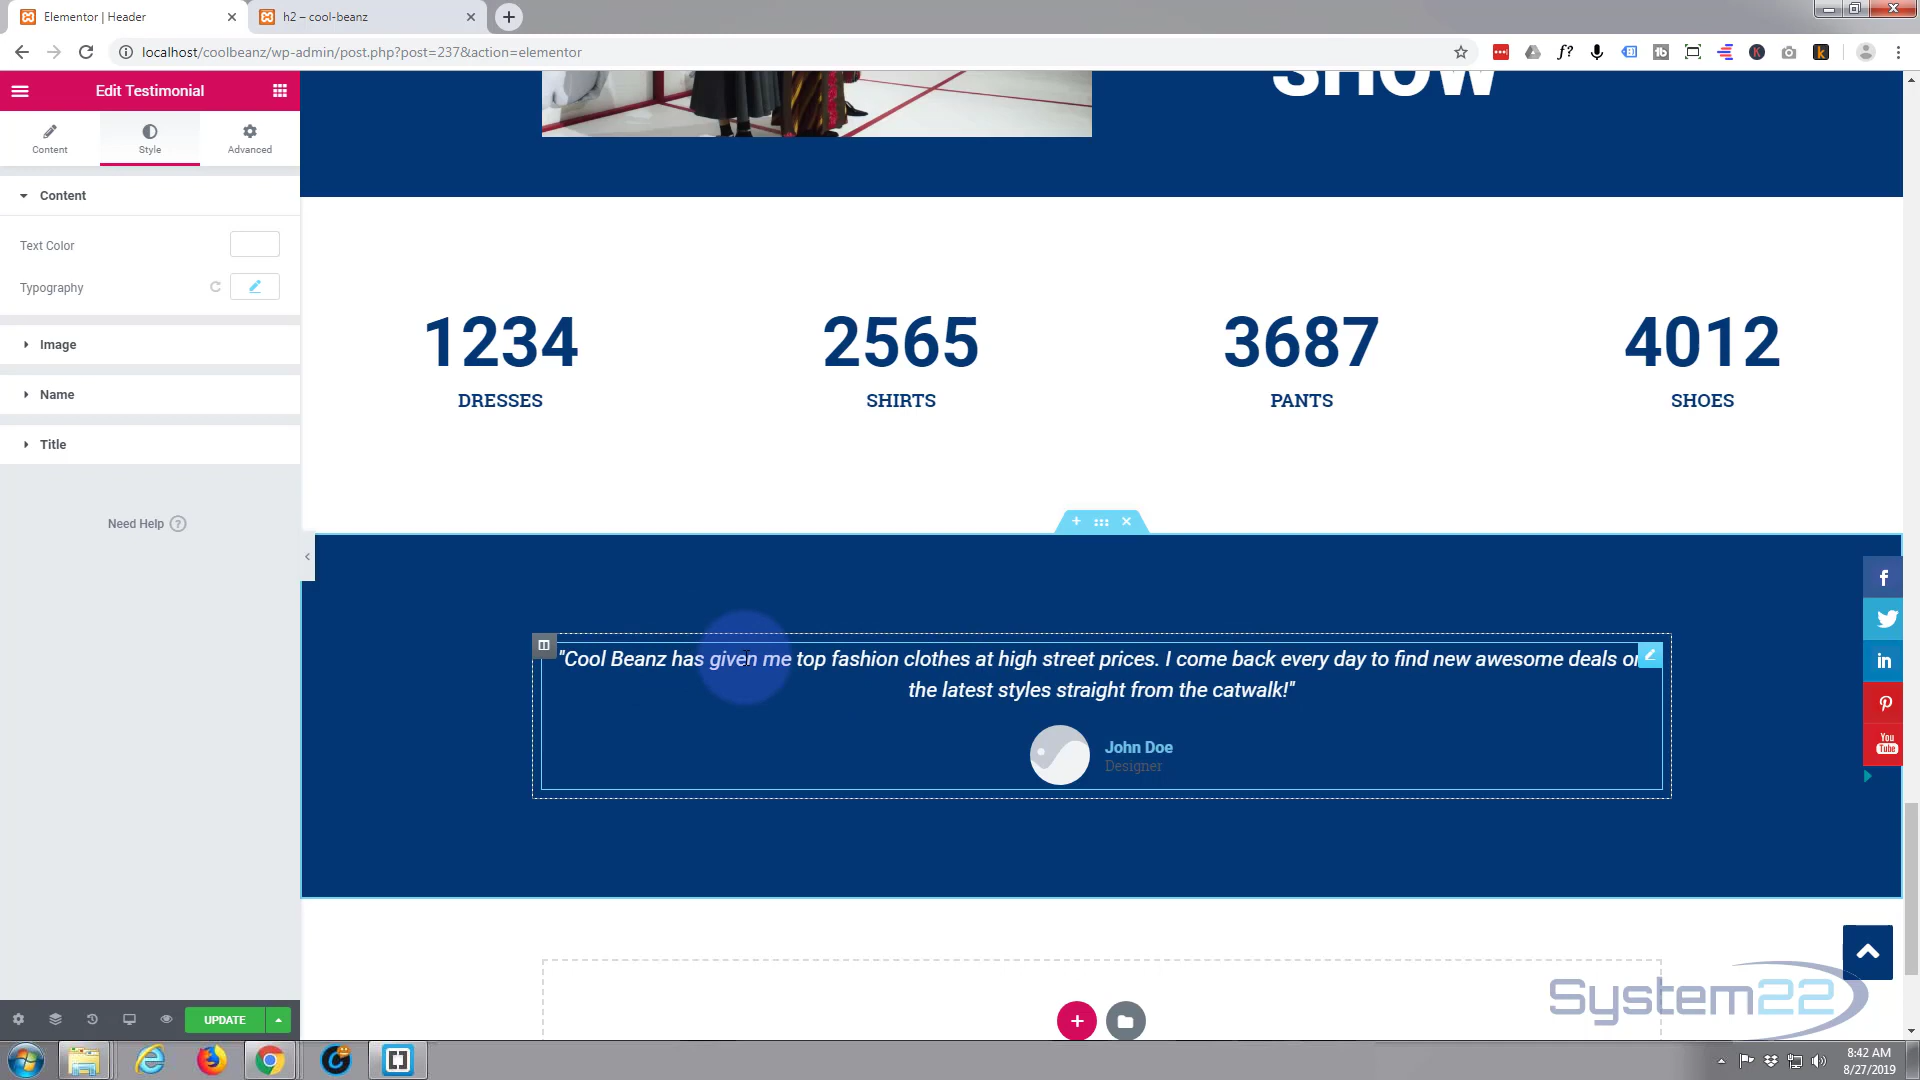 Elementor | Header
h2 – cool-beanz
localhost/coolbeanz/wp-admin/post.php?post=237&action=elementor
Edit Testimonial
Content
Style
Advanced
Content
Text Color
Typography
Image
Name
Title
Need Help ?
UPDATE
SHOW
1234
2565
3687
4012
DRESSES
SHIRTS
PANTS
SHOES
"Cool Beanz has given me top fashion clothes at high street prices. I come back every day to find new awesome deals on
the latest styles straight from the catwalk!"
John Doe
Designer
You
Tube
System22
8:42 AM
8/27/2019